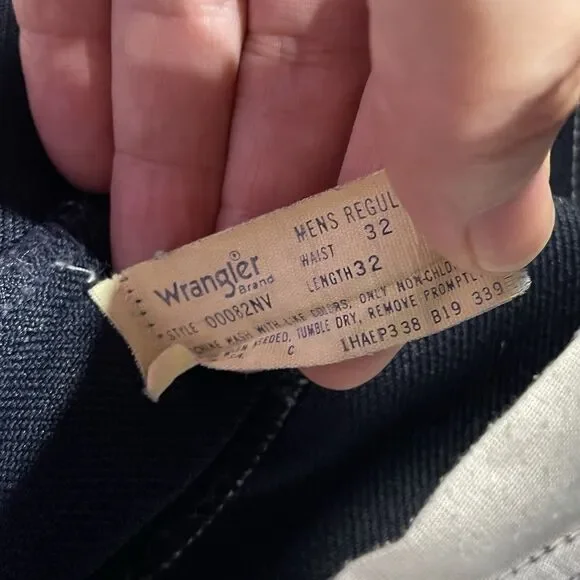 Wrangler®
Brand
STYLE 00082NV
MENS REGUL
WAIST 32
LENGTH 32
WASH WITH LIKE COLORS, ONLY NON-CHLO
NEEDED, TUMBLE DRY, REMOVE PROMPTL
C 1HAEP338 B19 339